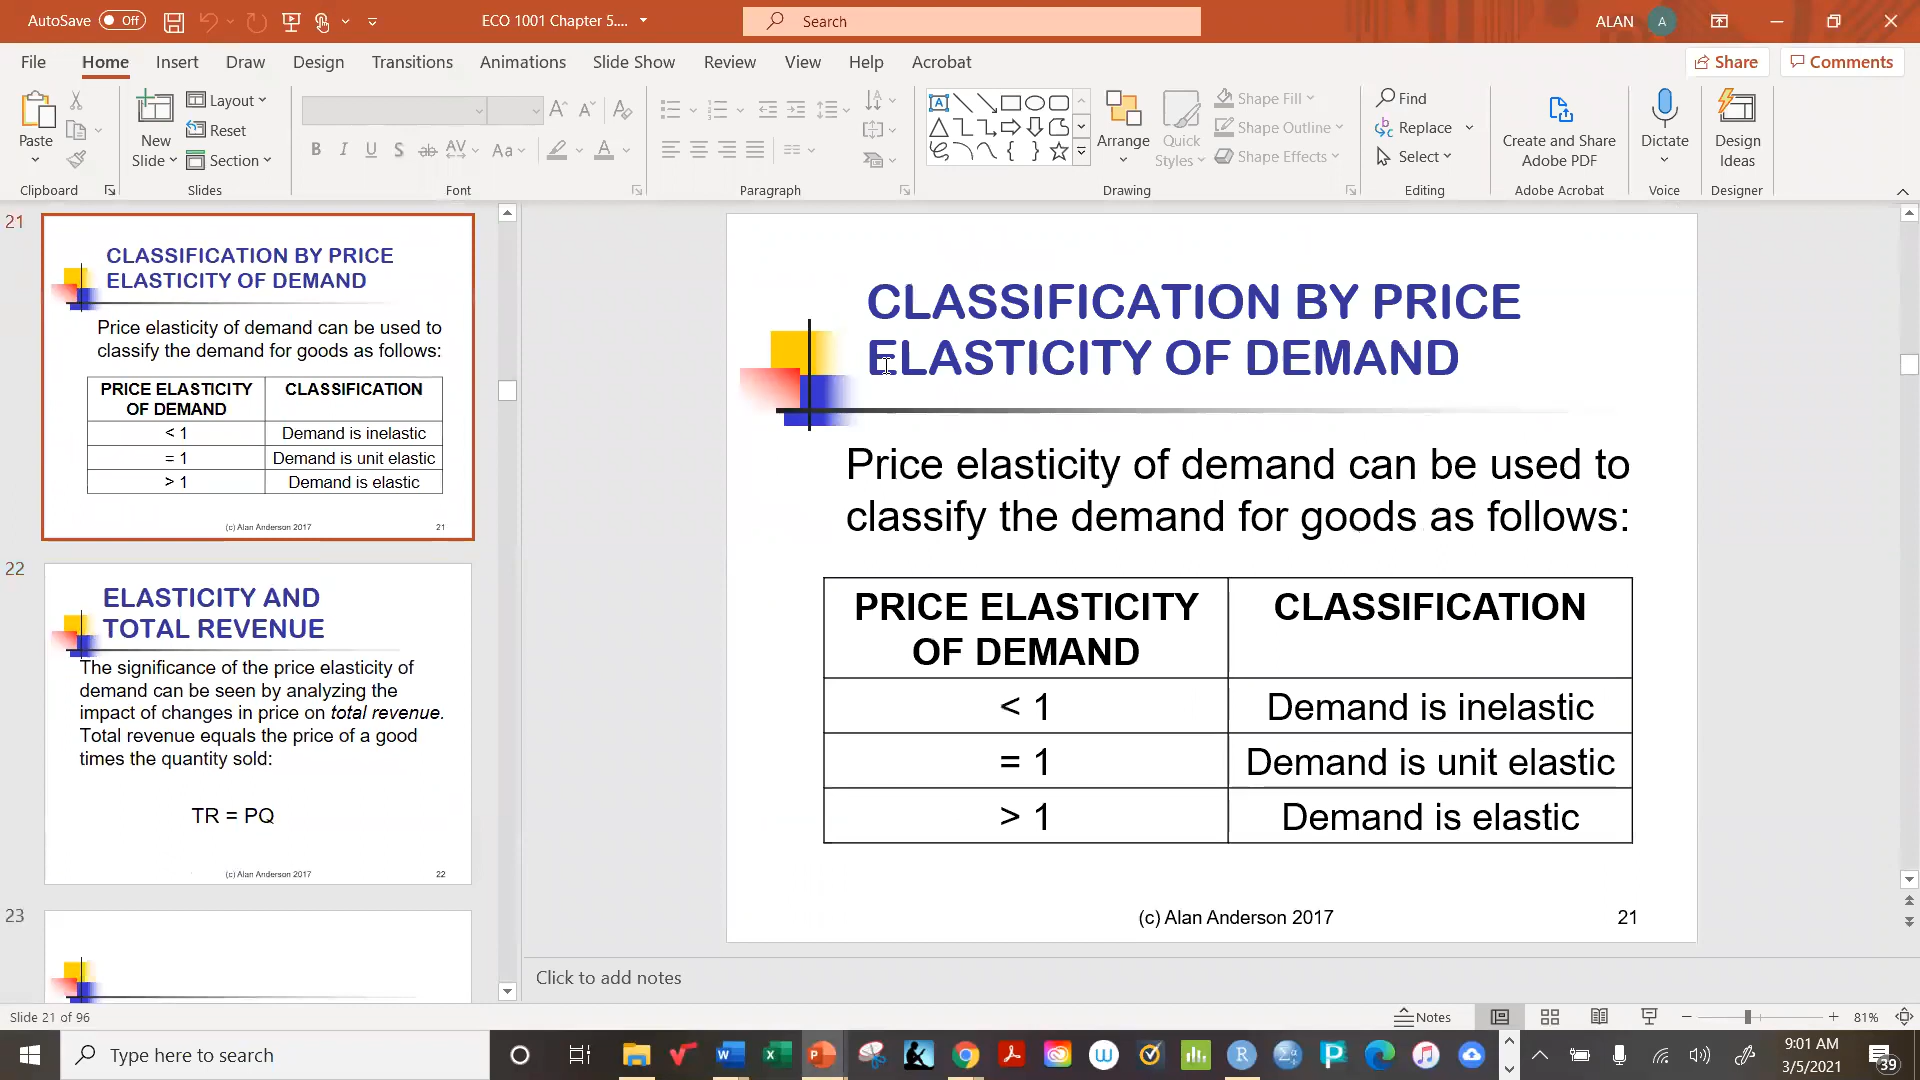 AutoSave Off
ECO 1001 Chapter 5....
Search
ALAN A
File Home Insert Draw Design Transitions Animations Slide Show Review View Help Acrobat
Share Comments
Paste
Clipboard
New Slide
Layout
Reset
Section
Slides
B I U S ab AV Aa A
Font
Paragraph
Arrange
Quick Styles
Shape Fill
Shape Outline
Shape Effects
Drawing
Find
Replace
Select
Editing
Create and Share Adobe PDF
Adobe Acrobat
Dictate
Voice
Design Ideas
Designer
21
CLASSIFICATION BY PRICE
ELASTICITY OF DEMAND
Price elasticity of demand can be used to
classify the demand for goods as follows:
PRICE ELASTICITY OF DEMAND CLASSIFICATION
< 1 Demand is inelastic
= 1 Demand is unit elastic
> 1 Demand is elastic
(c) Alan Anderson 2017 21
22
ELASTICITY AND
TOTAL REVENUE
The significance of the price elasticity of
demand can be seen by analyzing the
impact of changes in price on total revenue.
Total revenue equals the price of a good
times the quantity sold:
TR = PQ
(c) Alan Anderson 2017 22
23
CLASSIFICATION BY PRICE
ELASTICITY OF DEMAND
Price elasticity of demand can be used to
classify the demand for goods as follows:
PRICE ELASTICITY OF DEMAND CLASSIFICATION
< 1 Demand is inelastic
= 1 Demand is unit elastic
> 1 Demand is elastic
(c) Alan Anderson 2017 21
Click to add notes
Slide 21 of 96
Notes
81%
Type here to search
9:01 AM
3/5/2021
39